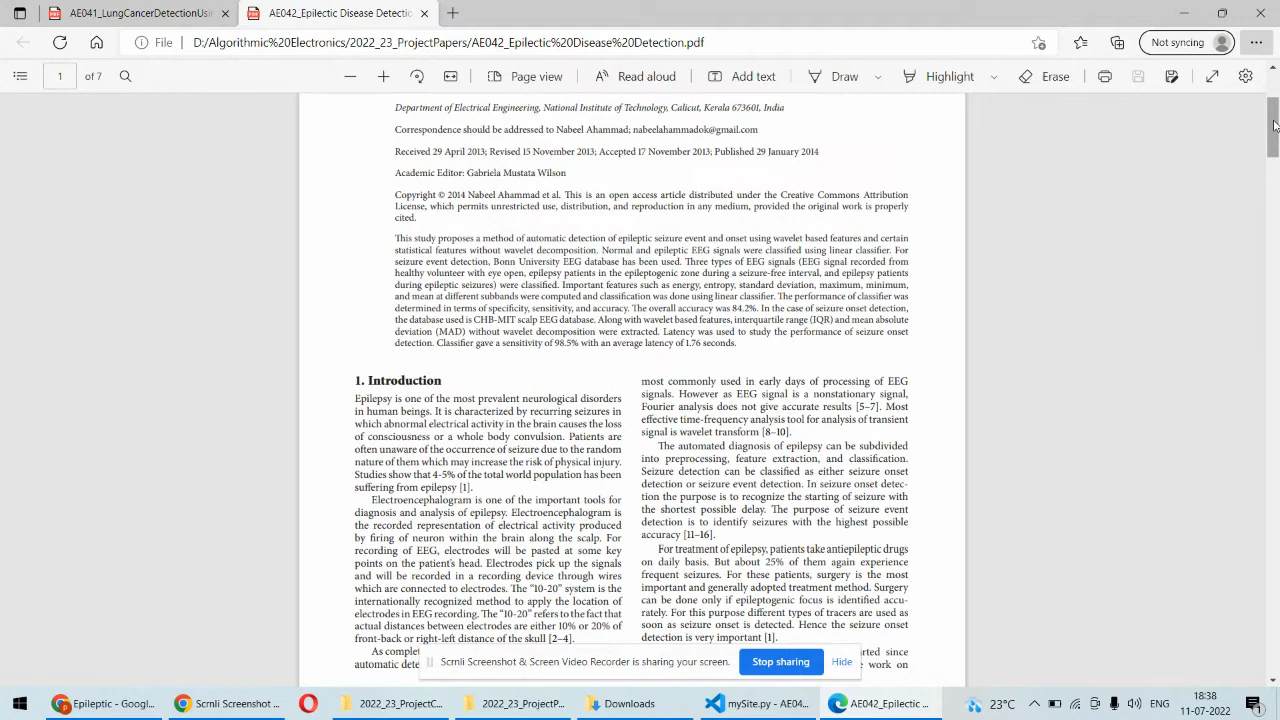 AE041_LungCancerDetectionUsin
AE042_Epilectic Disease Detectio
File
D:/Algorithmic%20Electronics/2022_23_ProjectPapers/AE042_Epilectic%20Disease%20Detection.pdf
Not syncing
1 of 7
Page view
Read aloud
Add text
Draw
Highlight
Erase
Department of Electrical Engineering, National Institute of Technology, Calicut, Kerala 673601, India
Correspondence should be addressed to Nabeel Ahammad; nabeelahammadok@gmail.com
Received 29 April 2013; Revised 15 November 2013; Accepted 17 November 2013; Published 29 January 2014
Academic Editor: Gabriela Mustata Wilson
Copyright © 2014 Nabeel Ahammad et al. This is an open access article distributed under the Creative Commons Attribution
License, which permits unrestricted use, distribution, and reproduction in any medium, provided the original work is properly
cited.
This study proposes a method of automatic detection of epileptic seizure event and onset using wavelet based features and certain
statistical features without wavelet decomposition. Normal and epileptic EEG signals were classified using linear classifier. For
seizure event detection, Bonn University EEG database has been used. Three types of EEG signals (EEG signal recorded from
healthy volunteer with eye open, epilepsy patients in the epileptogenic zone during a seizure-free interval, and epilepsy patients
during epileptic seizures) were classified. Important features such as energy, entropy, standard deviation, maximum, minimum,
and mean at different subbands were computed and classification was done using linear classifier. The performance of classifier was
determined in terms of specificity, sensitivity, and accuracy. The overall accuracy was 84.2%. In the case of seizure onset detection,
the database used is CHB-MIT scalp EEG database. Along with wavelet based features, interquartile range (IQR) and mean absolute
deviation (MAD) without wavelet decomposition were extracted. Latency was used to study the performance of seizure onset
detection. Classifier gave a sensitivity of 98.5% with an average latency of 1.76 seconds.
1. Introduction
Epilepsy is one of the most prevalent neurological disorders
in human beings. It is characterized by recurring seizures in
which abnormal electrical activity in the brain causes the loss
of consciousness or a whole body convulsion. Patients are
often unaware of the occurrence of seizure due to the random
nature of them which may increase the risk of physical injury.
Studies show that 4-5% of the total world population has been
suffering from epilepsy [1].
Electroencephalogram is one of the important tools for
diagnosis and analysis of epilepsy. Electroencephalogram is
the recorded representation of electrical activity produced
by firing of neuron within the brain along the scalp. For
recording of EEG, electrodes will be pasted at some key
points on the patient's head. Electrodes pick up the signals
and will be recorded in a recording device through wires
which are connected to electrodes. The "10-20" system is the
internationally recognized method to apply the location of
electrodes in EEG recording. The "10-20" refers to the fact that
actual distances between electrodes are either 10% or 20% of
front-back or right-left distance of the skull [2–4].
As complet
automatic dete
most commonly used in early days of processing of EEG
signals. However as EEG signal is a nonstationary signal,
Fourier analysis does not give accurate results [5–7]. Most
effective time-frequency analysis tool for analysis of transient
signal is wavelet transform [8–10].
The automated diagnosis of epilepsy can be subdivided
into preprocessing, feature extraction, and classification.
Seizure detection can be classified as either seizure onset
detection or seizure event detection. In seizure onset detec-
tion the purpose is to recognize the starting of seizure with
the shortest possible delay. The purpose of seizure event
detection is to identify seizures with the highest possible
accuracy [11–16].
For treatment of epilepsy, patients take antiepileptic drugs
on daily basis. But about 25% of them again experience
frequent seizures. For these patients, surgery is the most
important and generally adopted treatment method. Surgery
can be done only if epileptogenic focus is identified accu-
rately. For this purpose different types of tracers are used as
soon as seizure onset is detected. Hence the seizure onset
detection is very important [1].
arted since
e work on
Scrnli Screenshot & Screen Video Recorder is sharing your screen.
Stop sharing
Hide
Epileptic - Googl...
Scrnli Screenshot ...
2022_23_ProjectC...
2022_23_Project...
Downloads
mySite.py - AE04...
AE042_Epilectic ...
23°C
ENG
18:38
11-07-2022
1